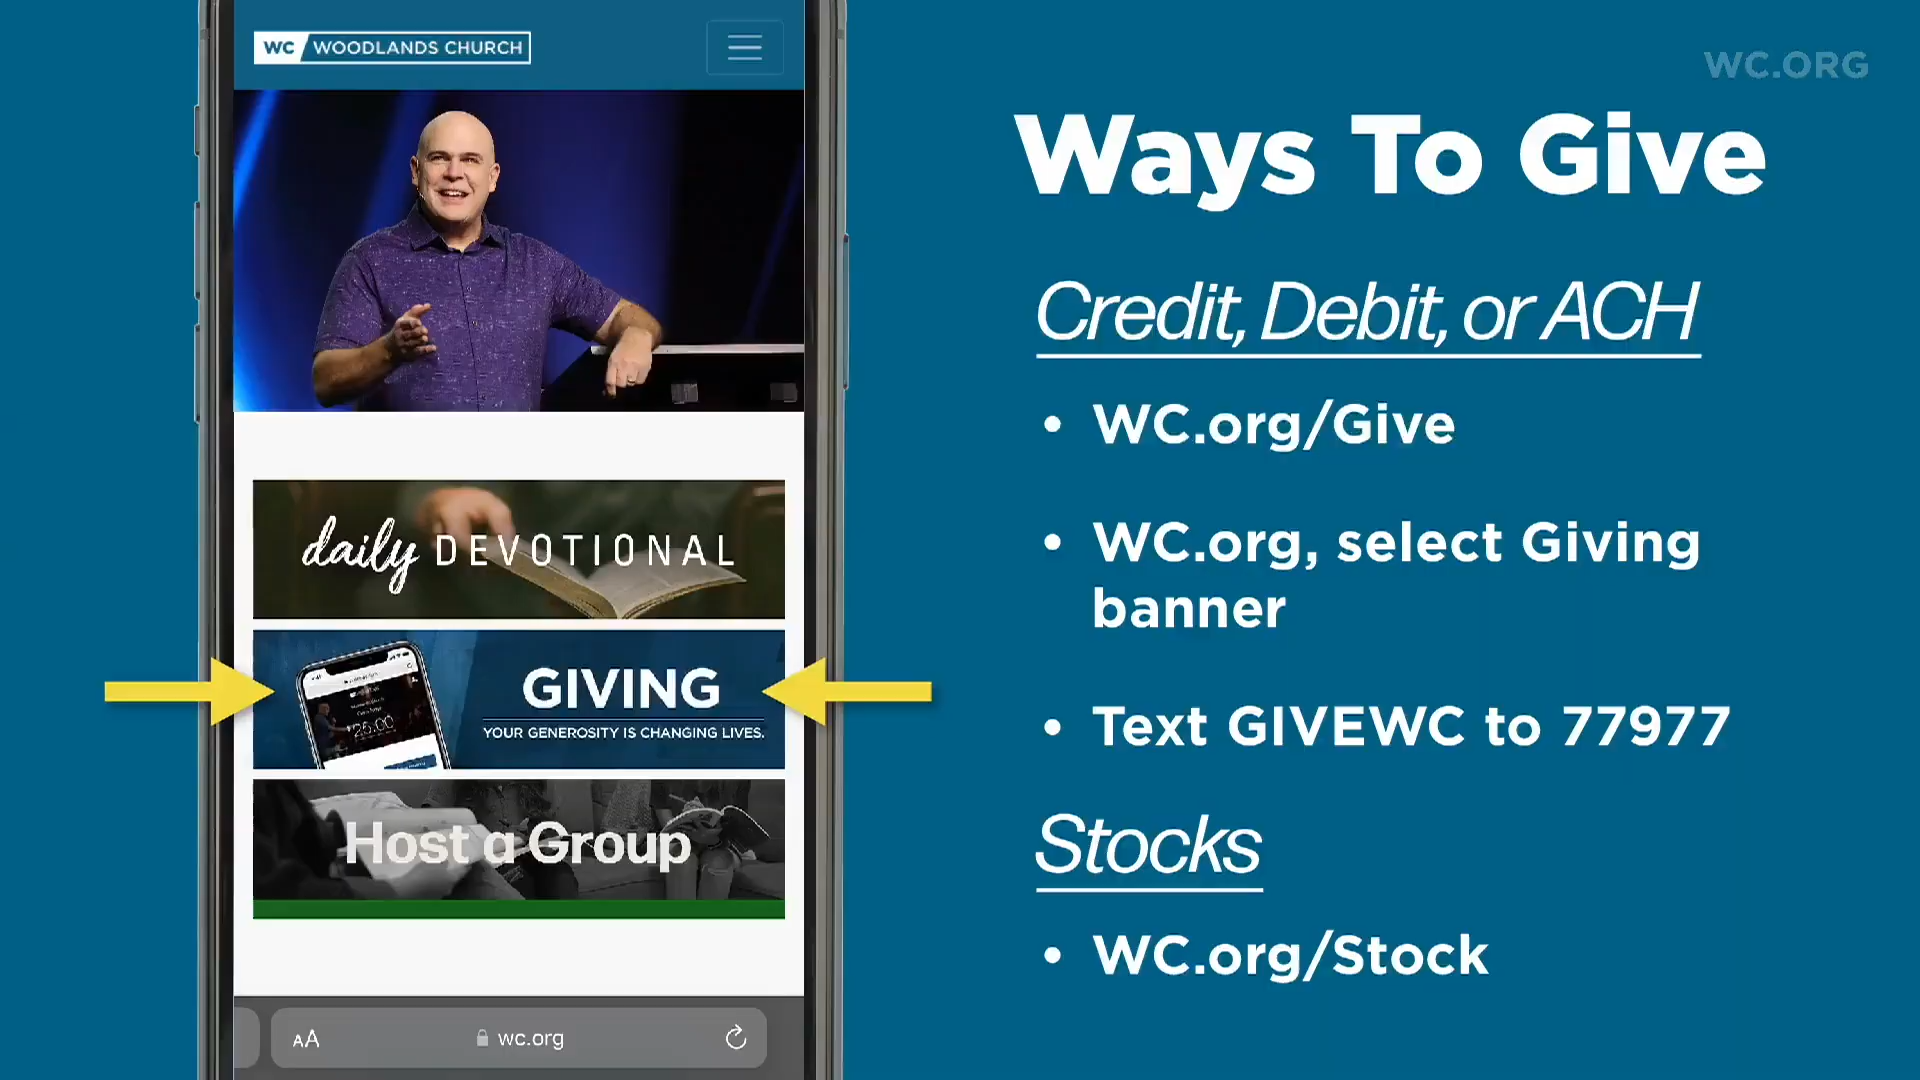 WC WOODLANDS CHURCH
daily DEVOTIONAL
GIVING
YOUR GENEROSITY IS CHANGING LIVES.
Host a Group
AA wc.org
WC.ORG
Ways To Give
Credit, Debit, or ACH
• WC.org/Give
• WC.org, select Giving
banner
• Text GIVEWC to 77977
Stocks
• WC.org/Stock